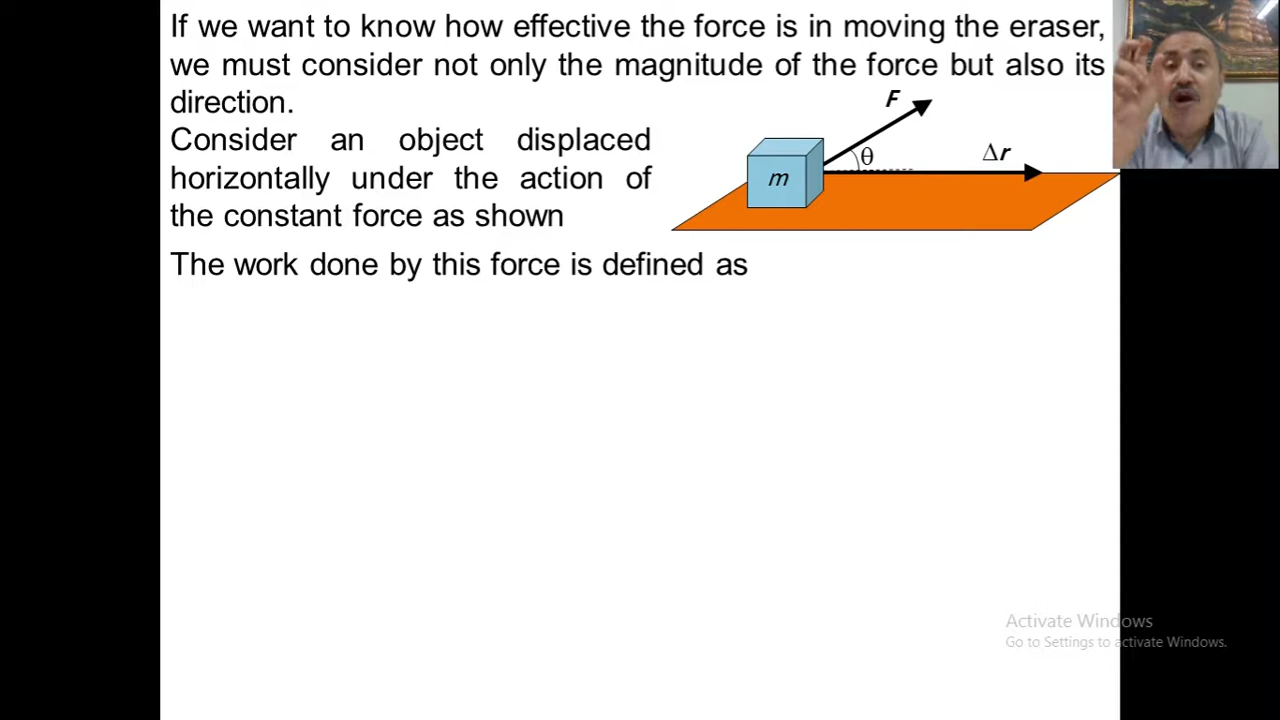 If we want to know how effective the force is in moving the eraser,
we must consider not only the magnitude of the force but also its
direction.
Consider an object displaced
horizontally under the action of
the constant force as shown
F
θ
Δr
m
The work done by this force is defined as
Activate Windows
Go to Settings to activate Windows.